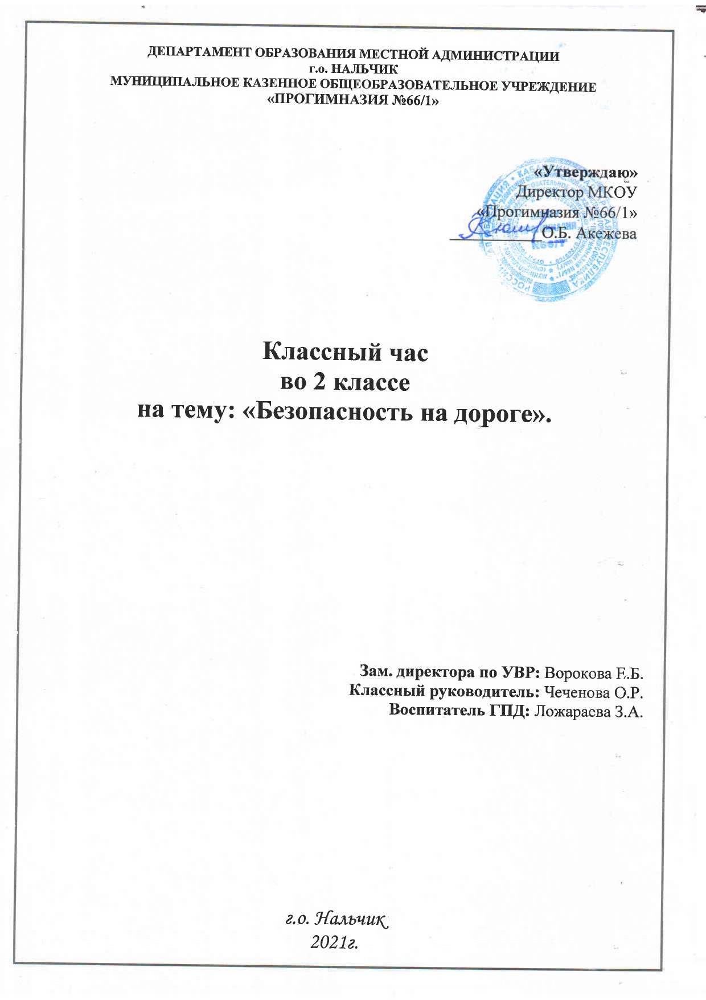 ДЕПАРТАМЕНТ ОБРАЗОВАНИЯ МЕСТНОЙ АДМИНИСТРАЦИИ
г.о. НАЛЬЧИК
МУНИЦИПАЛЬНОЕ КАЗЕННОЕ ОБЩЕОБРАЗОВАТЕЛЬНОЕ УЧРЕЖДЕНИЕ
«ПРОГИМНАЗИЯ №66/1»
«Утверждаю»
Директор МКОУ
«Прогимназия №66/1»
О.Б. Акежева
Классный час
во 2 классе
на тему: «Безопасность на дороге».
Зам. директора по УВР: Ворокова Е.Б.
Классный руководитель: Чеченова О.Р.
Воспитатель ГПД: Ложараева З.А.
г.о. Нальчик
2021г.